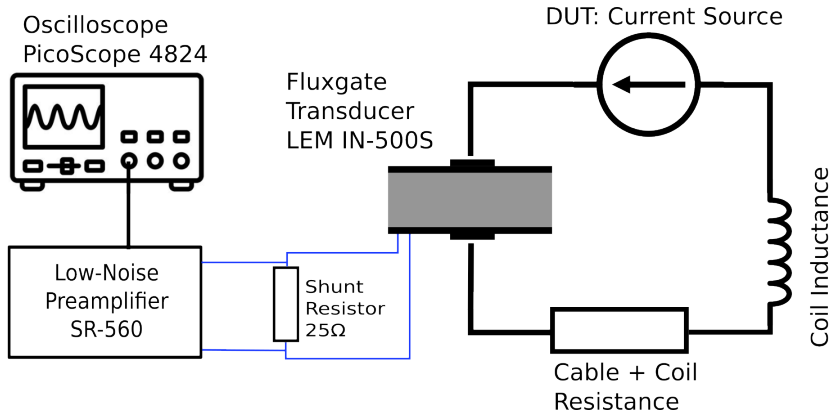 Oscilloscope
PicoScope 4824
DUT: Current Source
Fluxgate
Transducer
LEM IN-500S
Low-Noise
Preamplifier
SR-560
Shunt
Resistor
25Ω
Coil Inductance
Cable + Coil
Resistance